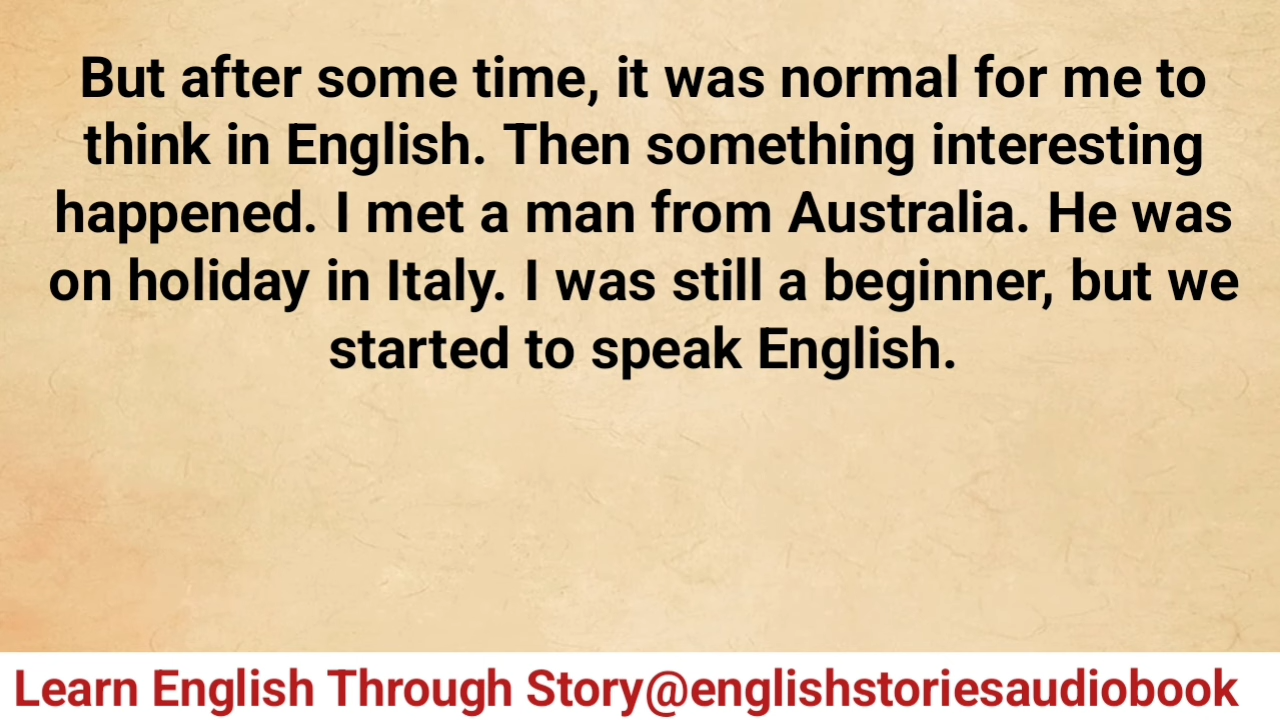 But after some time, it was normal for me to
think in English. Then something interesting
happened. I met a man from Australia. He was
on holiday in Italy. I was still a beginner, but we
started to speak English.
Learn English Through Story@englishstoriesaudiobook